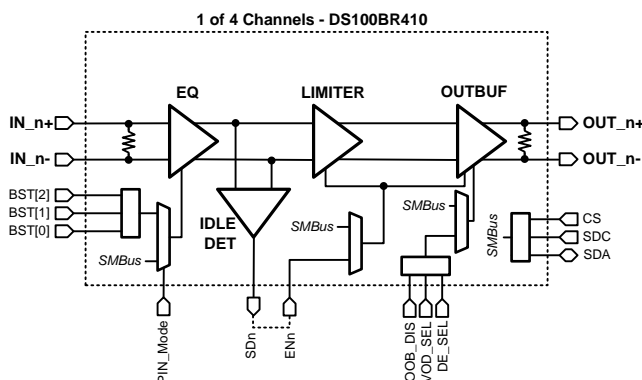 1 of 4 Channels - DS100BR410
EQ
LIMITER
OUTBUF
IN_n+
OUT_n+
IN_n-
OUT_n-
BST[2]
BST[1]
BST[0]
IDLE
DET
SMBus
SMBus
SMBus
SMBus
CS
SDC
SDA
PIN_Mode
SDn
ENn
OOB_DIS
VOD_SEL
DE_SEL